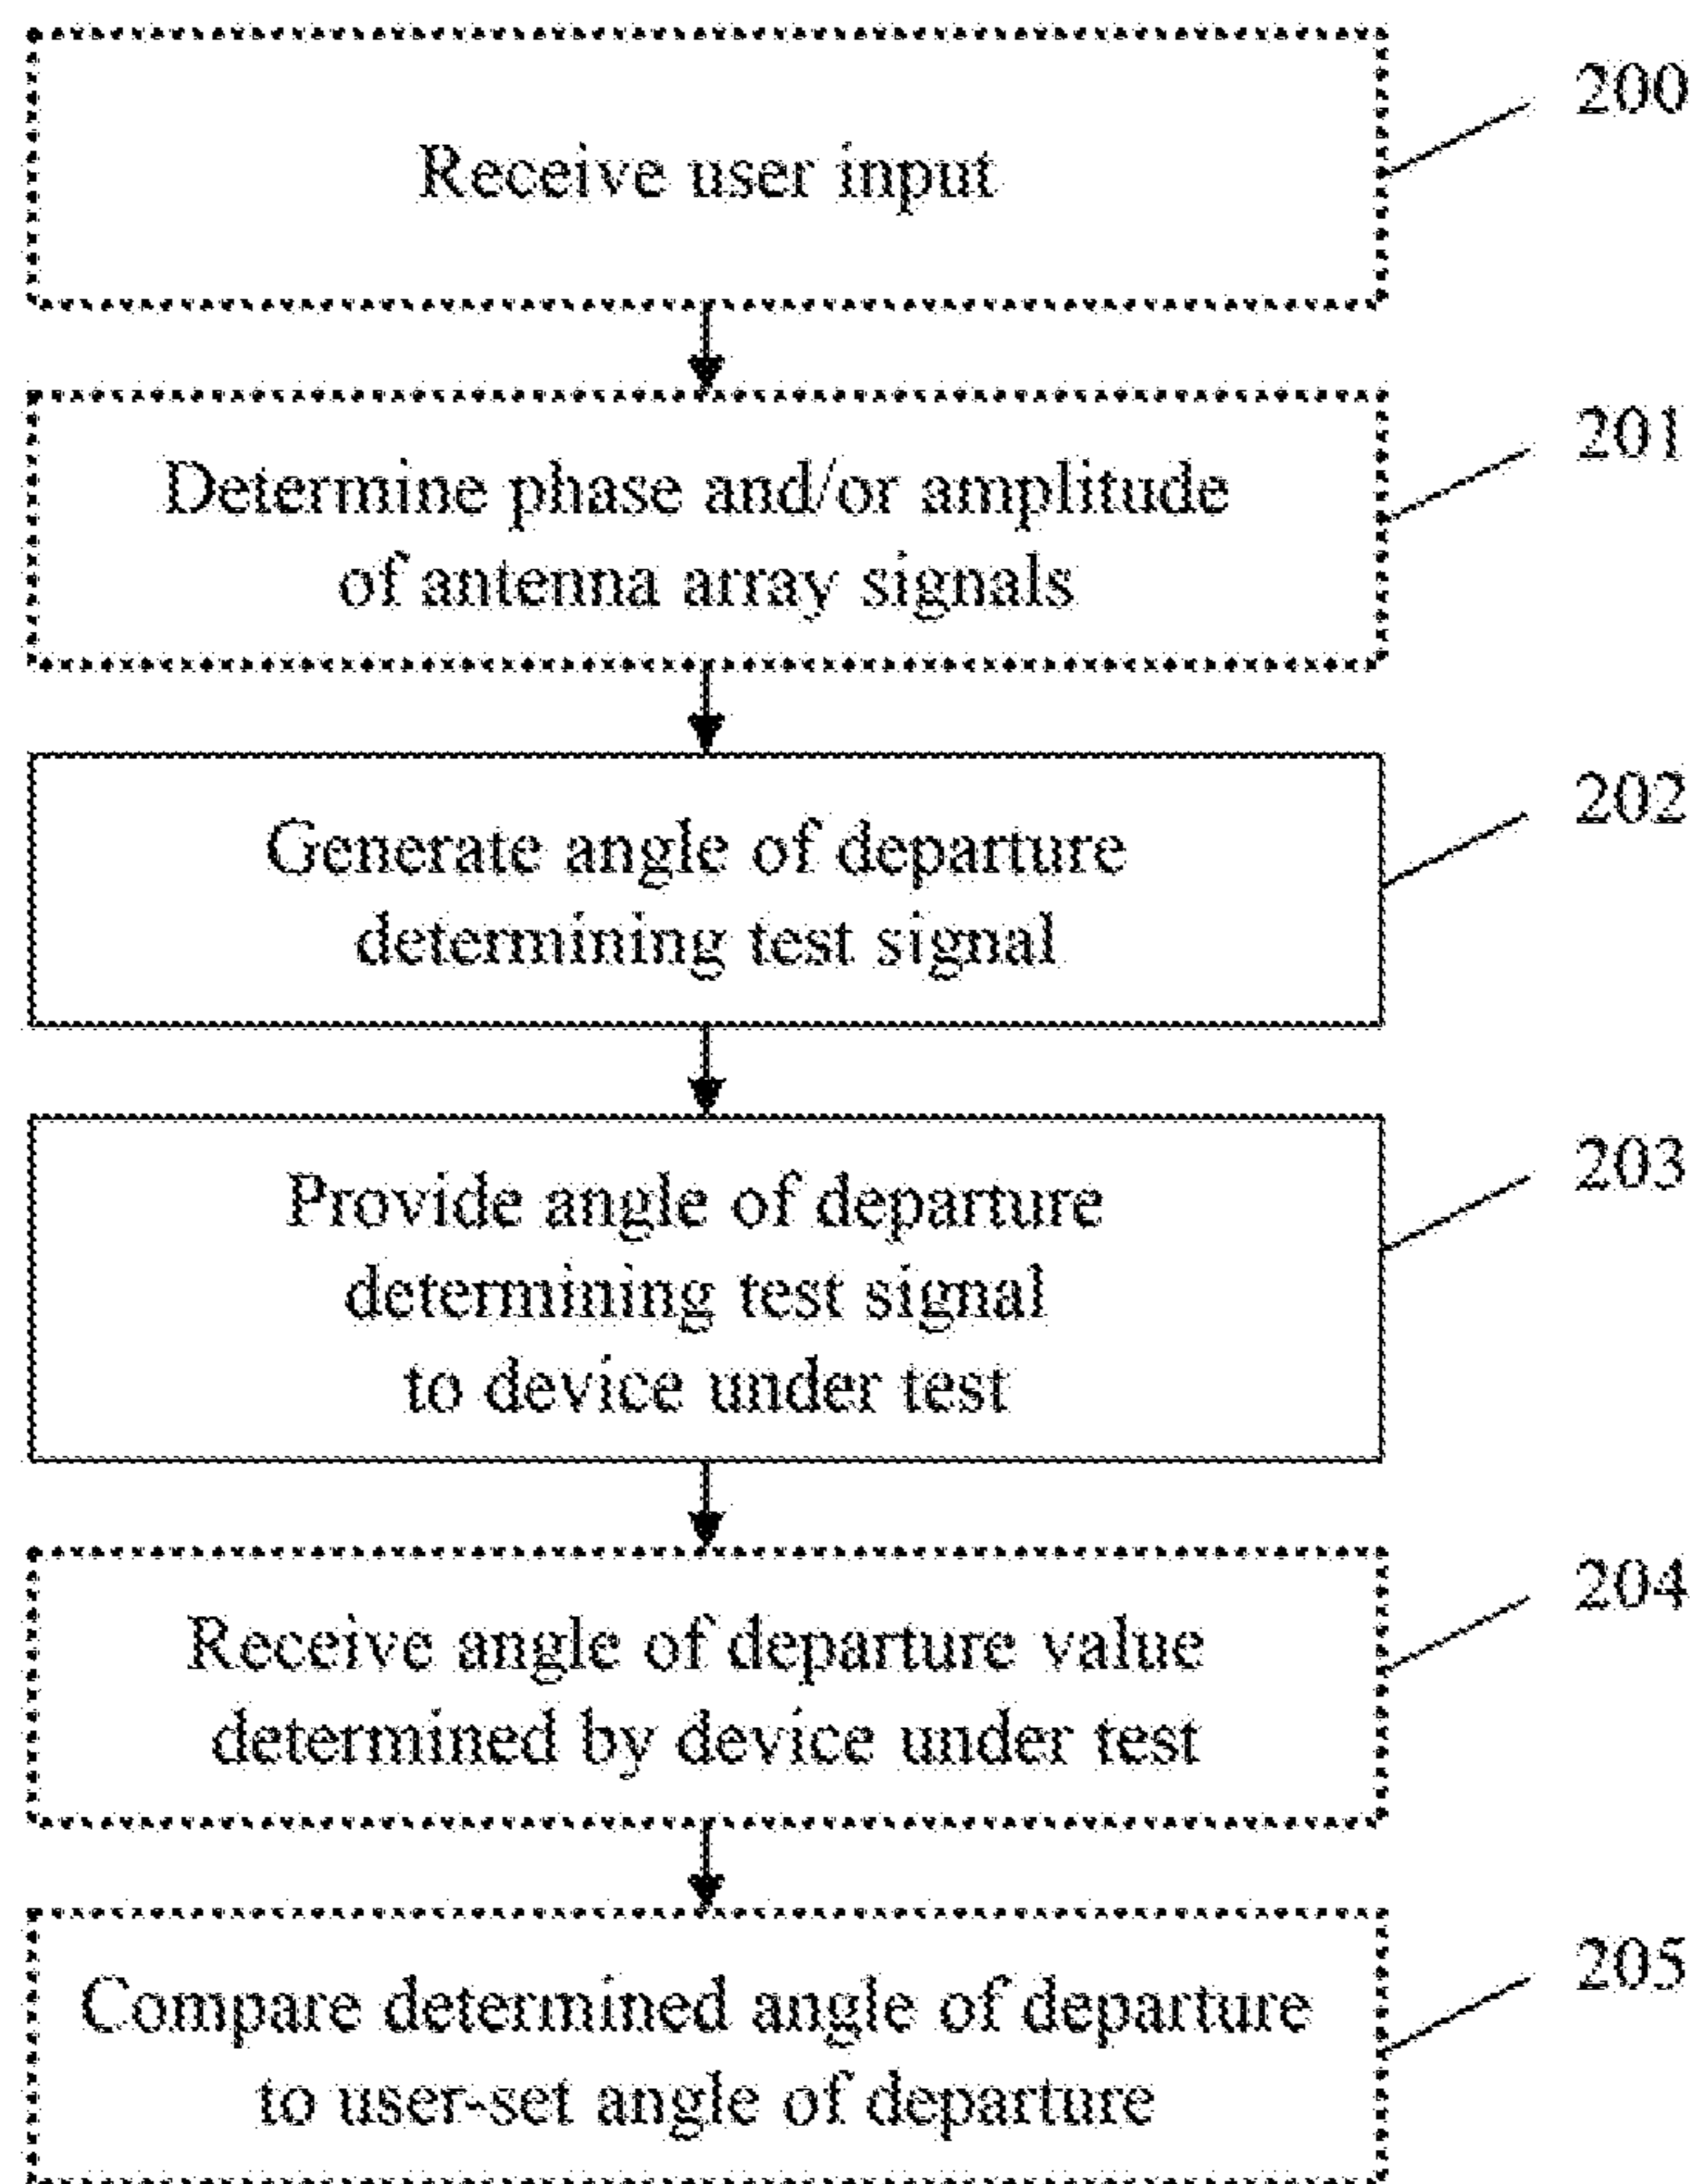 Receive user input
200
Determine phase and/or amplitude
of antenna array signals
201
Generate angle of departure
determining test signal
202
Provide angle of departure
determining test signal
to device under test
203
Receive angle of departure value
determined by device under test
204
Compare determined angle of departure
to user-set angle of departure
205